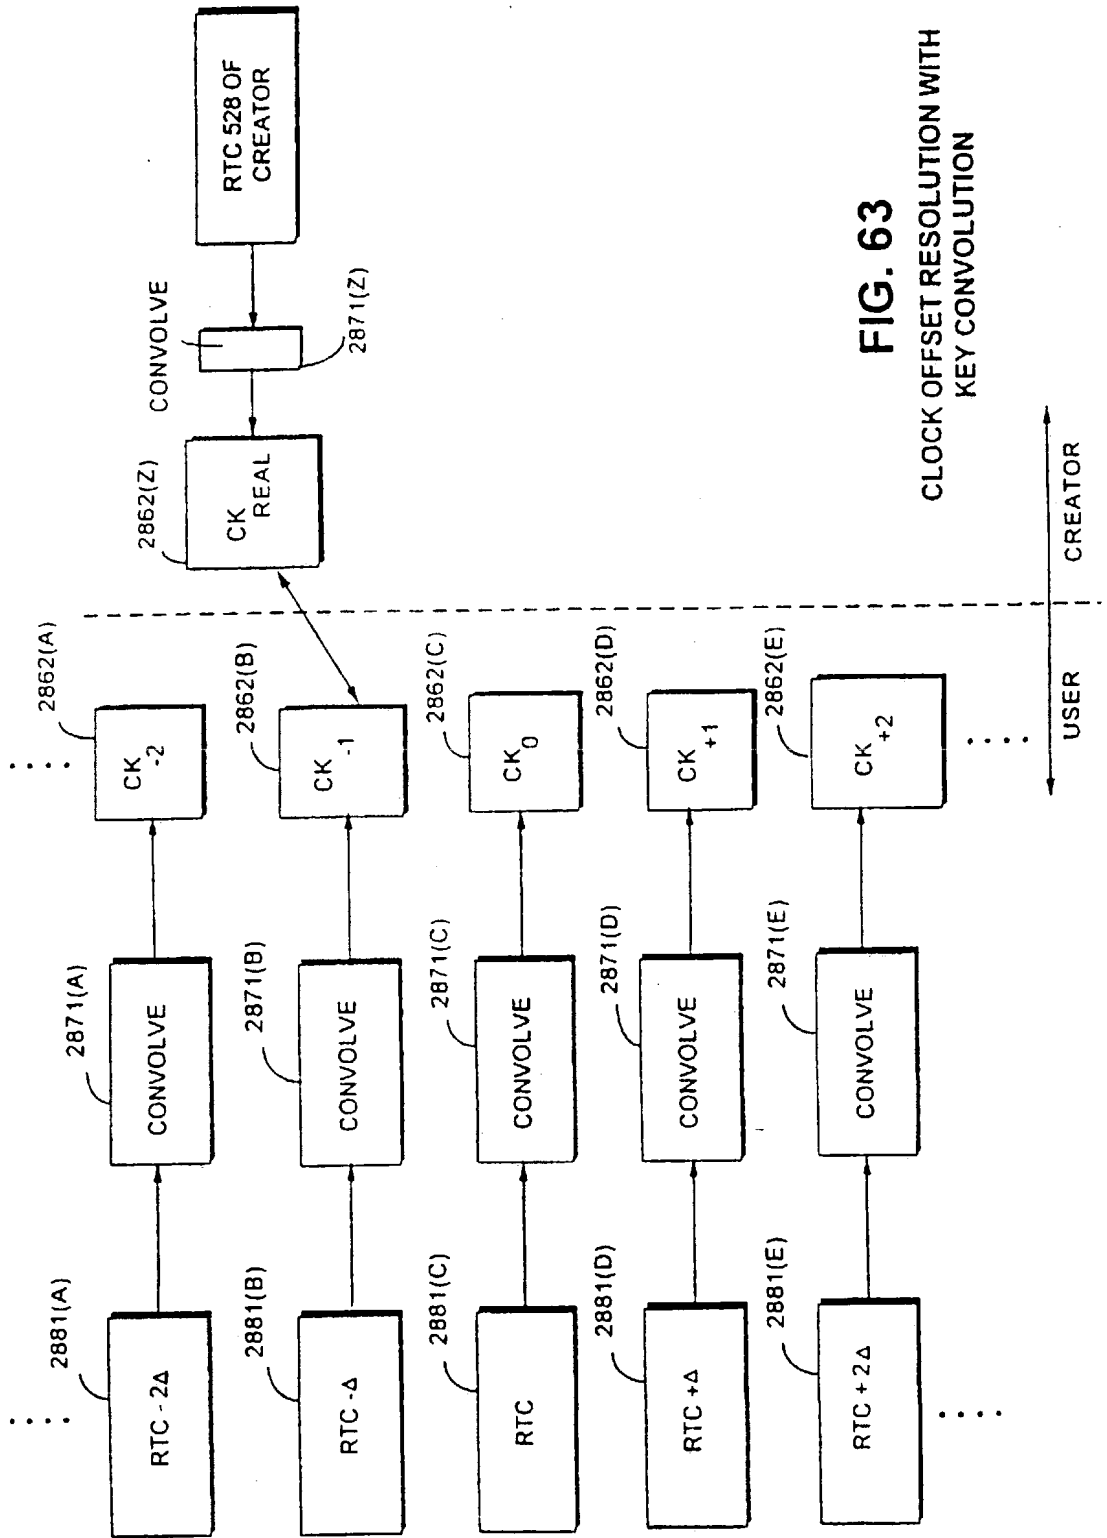 2881(A)
RTC - 2Δ
2871(A)
CONVOLVE
2862(A)
CK -2
2881(B)
RTC -Δ
2871(B)
CONVOLVE
2862(B)
CK -1
2881(C)
RTC
2871(C)
CONVOLVE
2862(C)
CK 0
2881(D)
RTC +Δ
2871(D)
CONVOLVE
2862(D)
CK +1
2881(E)
RTC + 2Δ
2871(E)
CONVOLVE
2862(E)
CK +2
2862(Z)
CK REAL
CONVOLVE
2871(Z)
RTC 528 OF
CREATOR
USER
CREATOR
FIG. 63
CLOCK OFFSET RESOLUTION WITH
KEY CONVOLUTION